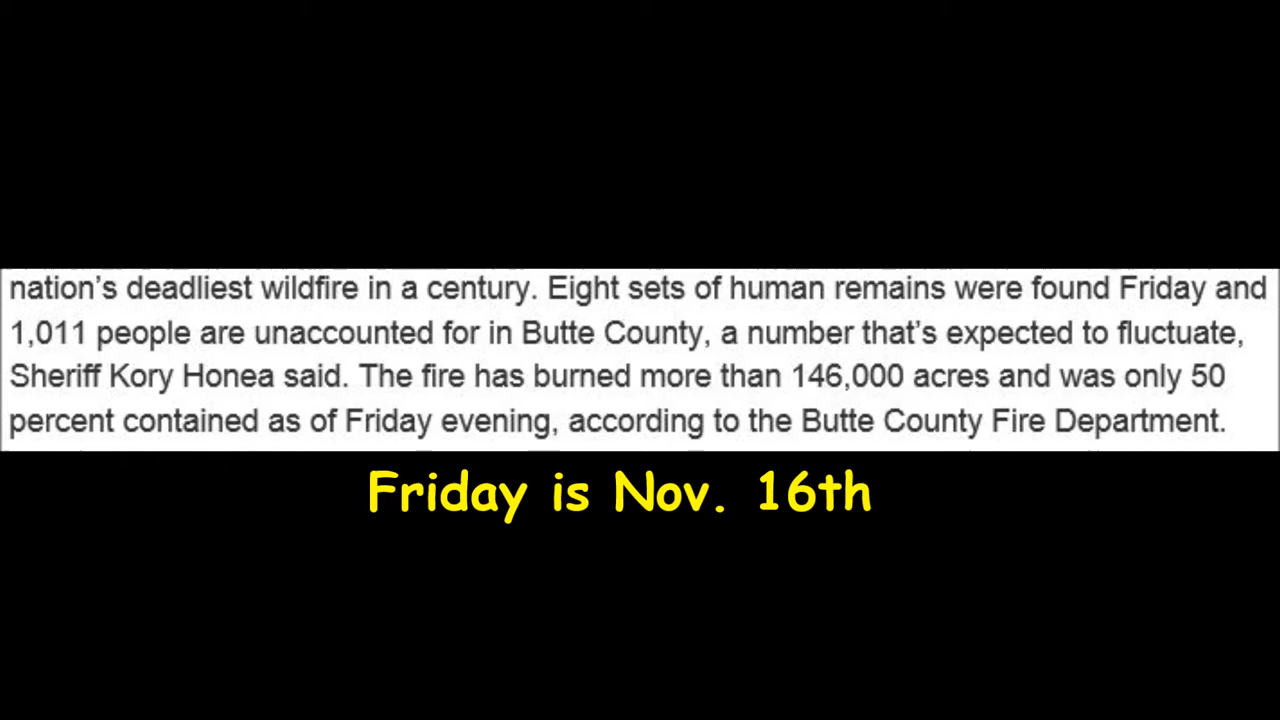 nation’s deadliest wildfire in a century. Eight sets of human remains were found Friday and
1,011 people are unaccounted for in Butte County, a number that’s expected to fluctuate,
Sheriff Kory Honea said. The fire has burned more than 146,000 acres and was only 50
percent contained as of Friday evening, according to the Butte County Fire Department.
Friday is Nov. 16th